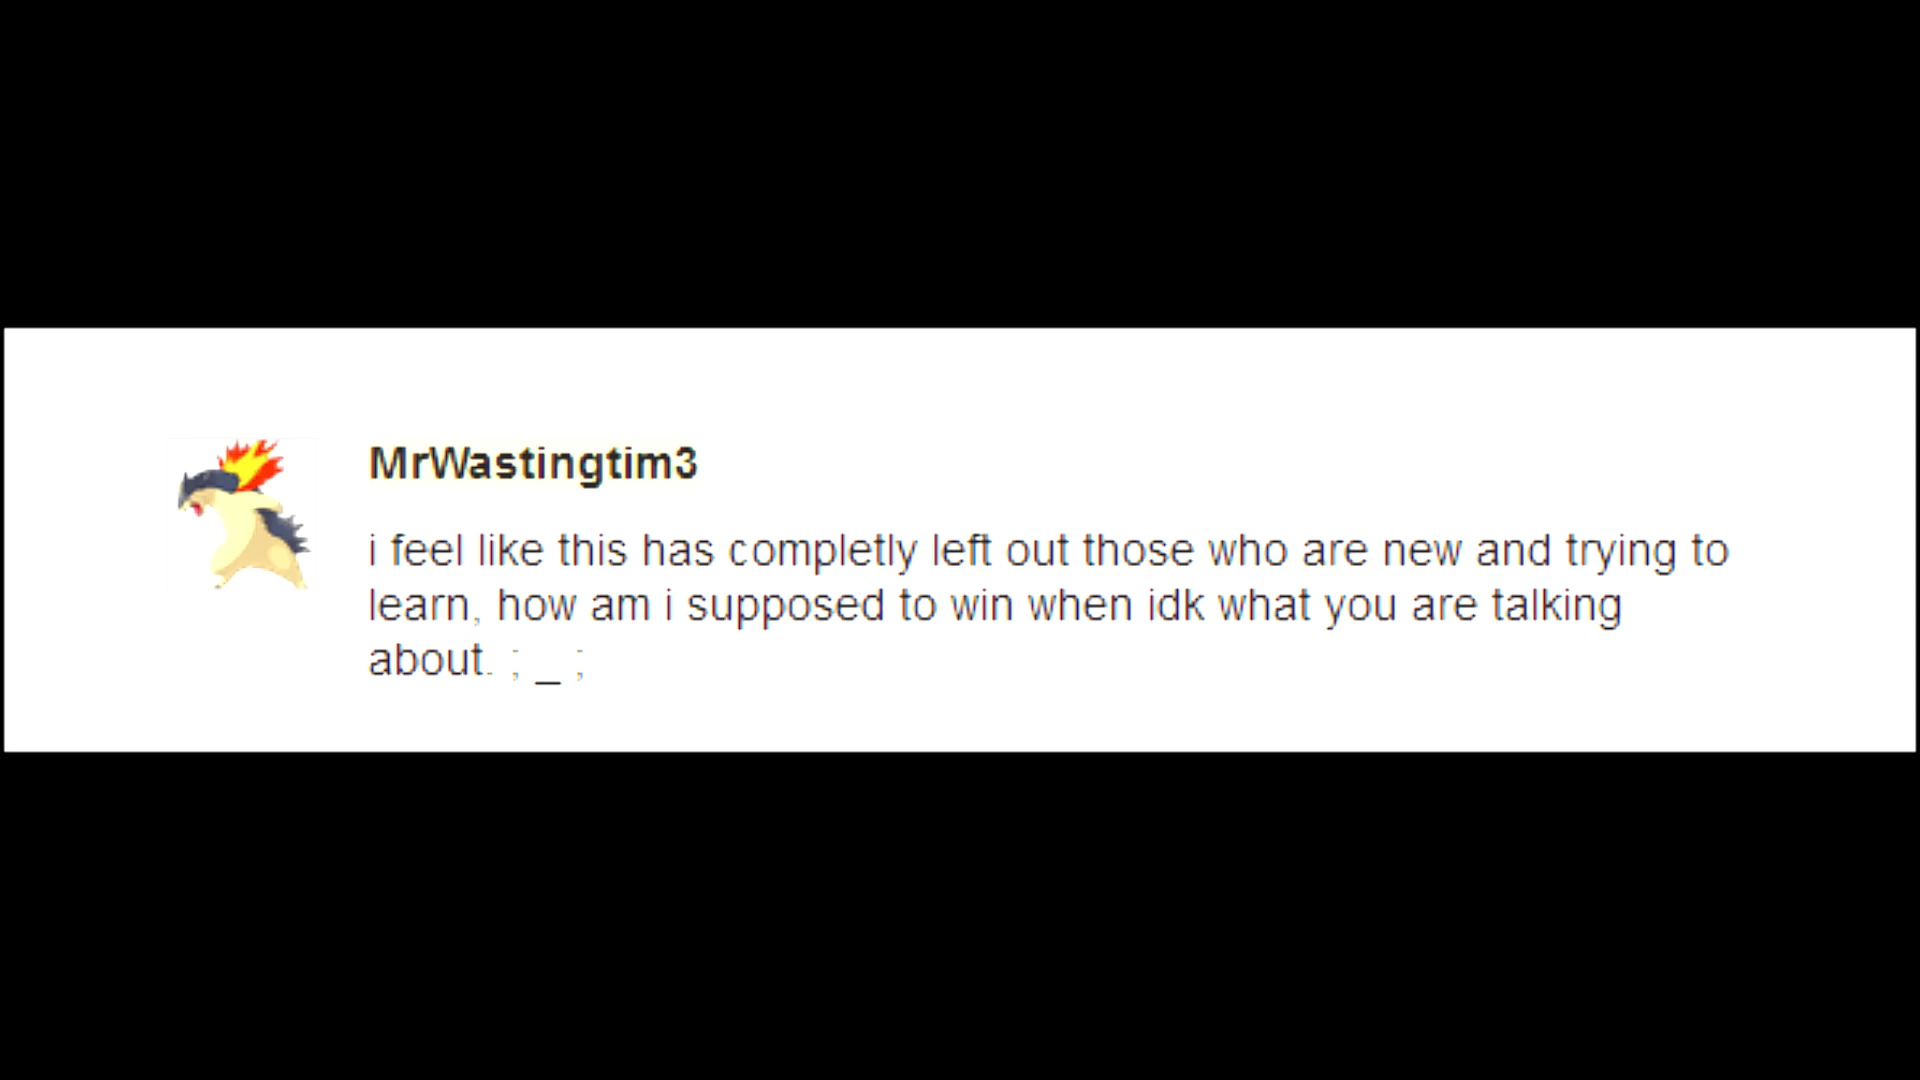 MrWastingtim3
i feel like this has completly left out those who are new and trying to
learn, how am i supposed to win when idk what you are talking
about. ; _ ;